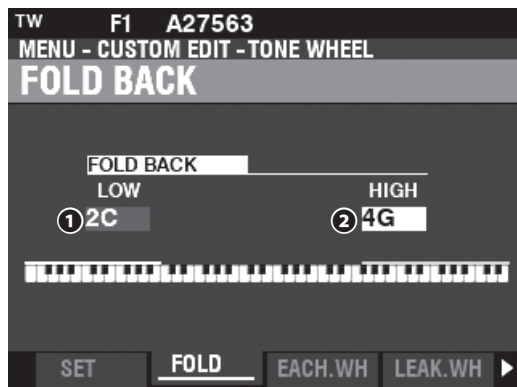 TW F1 A27563
MENU - CUSTOM EDIT - TONE WHEEL
FOLD BACK
FOLD BACK
LOW HIGH
① 2C ② 4G
SET FOLD EACH.WH LEAK.WH